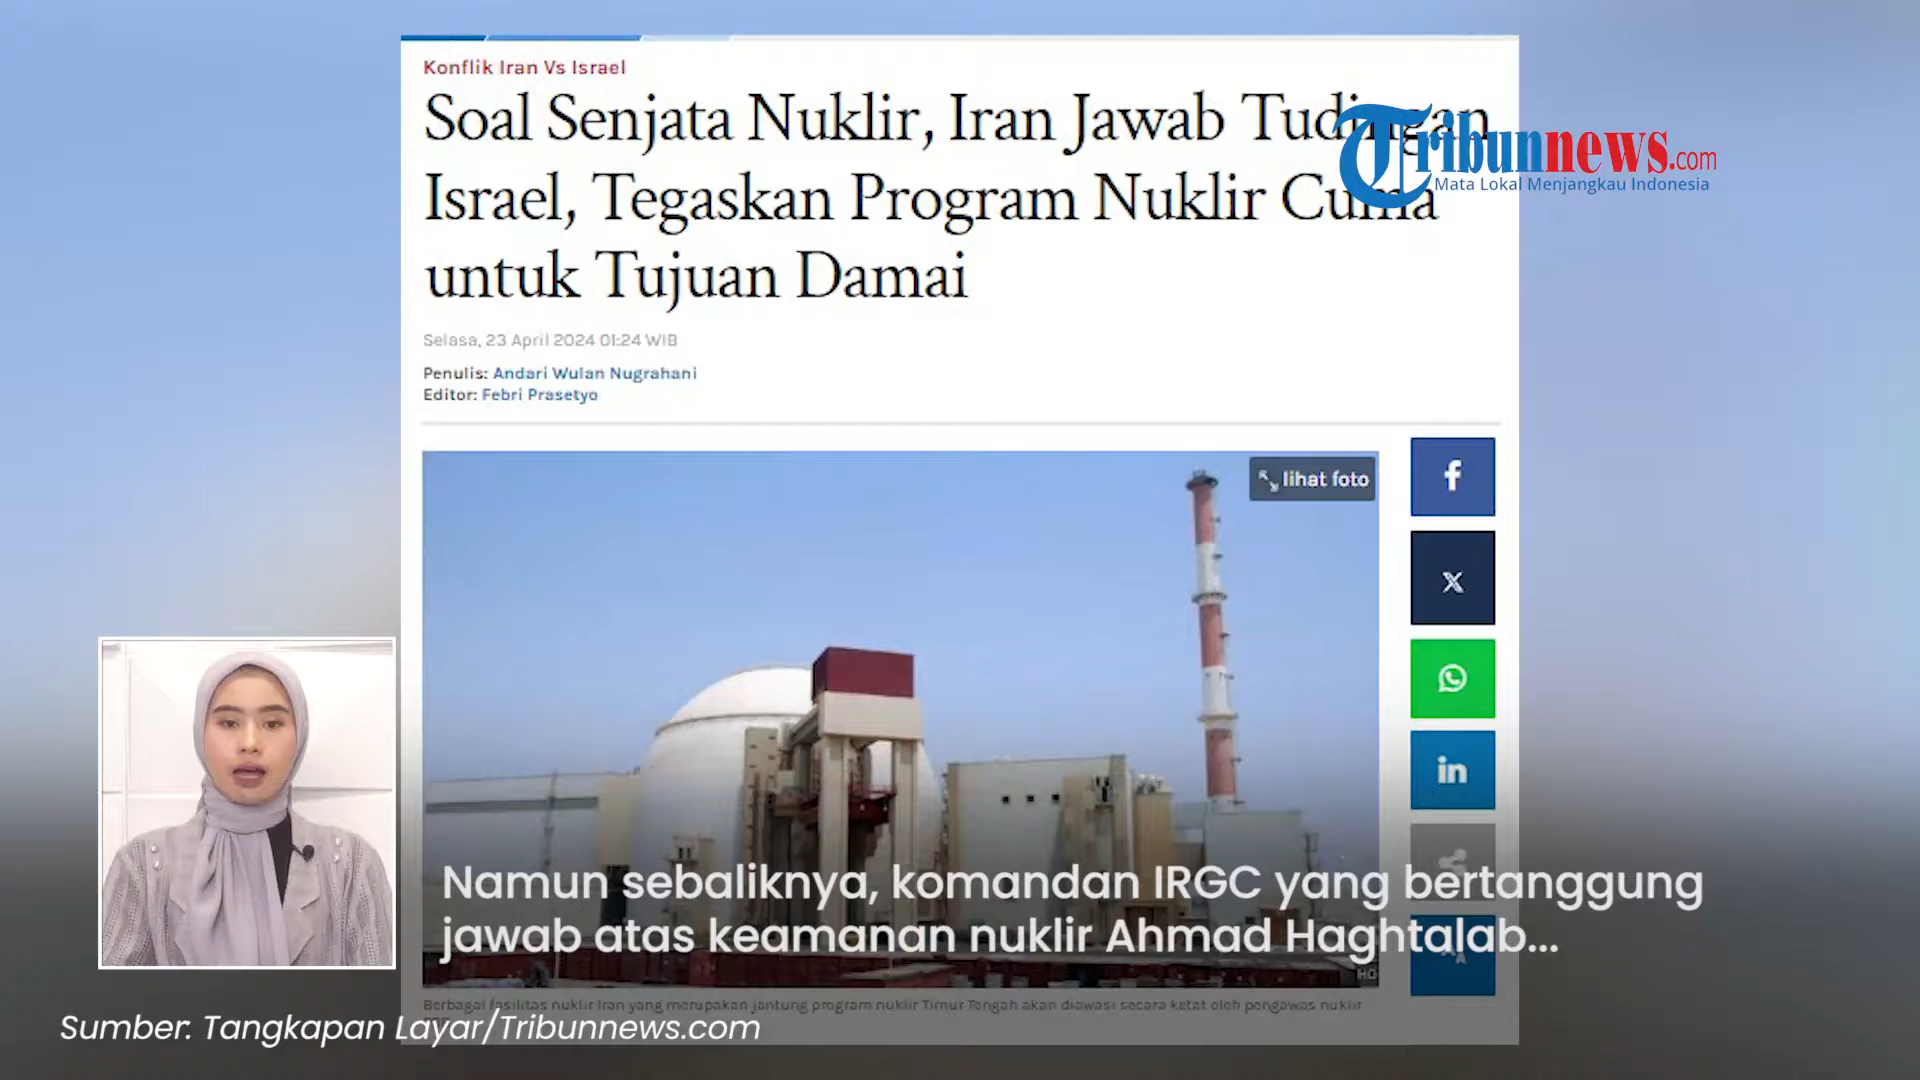 Konflik Iran Vs Israel
Soal Senjata Nuklir, Iran Jawab Tudingan
Israel, Tegaskan Program Nuklir Cuma
untuk Tujuan Damai
Tribunnews.com
Mata Lokal Menjangkau Indonesia
Selasa, 23 April 2024 01:24 WIB
Penulis: Andari Wulan Nugrahani
Editor: Febri Prasetyo
lihat foto
Namun sebaliknya, komandan IRGC yang bertanggung
jawab atas keamanan nuklir Ahmad Haghtalab...
HO
Berbagai fasilitas nuklir Iran yang merupakan jantung program nuklir Timur Tengah akan diawasi secara ketat oleh pengawas nuklir
Sumber: Tangkapan Layar/Tribunnews.com